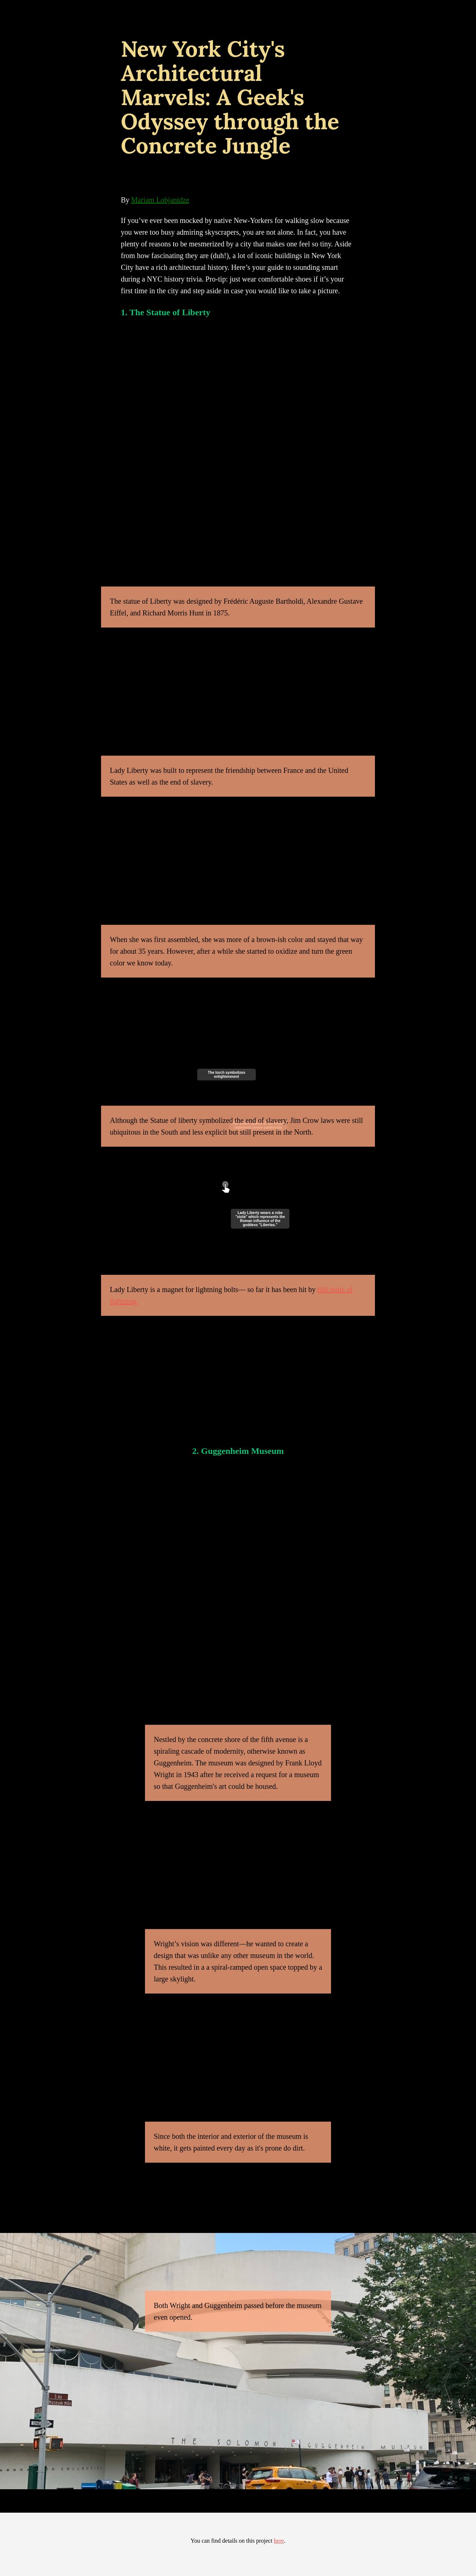 New York City's
Architectural
Marvels: A Geek's
Odyssey through the
Concrete Jungle
By Mariam Lobjanidze
If you’ve ever been mocked by native New-Yorkers for walking slow because
you were too busy admiring skyscrapers, you are not alone. In fact, you have
plenty of reasons to be mesmerized by a city that makes one feel so tiny. Aside
from how fascinating they are (duh!), a lot of iconic buildings in New York
City have a rich architectural history. Here’s your guide to sounding smart
during a NYC history trivia. Pro-tip: just wear comfortable shoes if it’s your
first time in the city and step aside in case you would like to take a picture.
1. The Statue of Liberty
The statue of Liberty was designed by Frédéric Auguste Bartholdi, Alexandre Gustave
Eiffel, and Richard Morris Hunt in 1875.
Lady Liberty was built to represent the friendship between France and the United
States as well as the end of slavery.
When she was first assembled, she was more of a brown-ish color and stayed that way
for about 35 years. However, after a while she started to oxidize and turn the green
color we know today.
The torch symbolizes
enlightenment
Although the Statue of liberty symbolized the end of slavery, Jim Crow laws were still
ubiquitous in the South and less explicit but still present in the North.
Lady Liberty wears a robe
"stola" which represents the
Roman influence of the
goddess "Libertas."
Lady Liberty is a magnet for lightning bolts— so far it has been hit by
2. Guggenheim Museum
Nestled by the concrete shore of the fifth avenue is a
spiraling cascade of modernity, otherwise known as
Guggenheim. The museum was designed by Frank Lloyd
Wright in 1943 after he received a request for a museum
so that Guggenheim's art could be housed.
Wright’s vision was different—he wanted to create a
design that was unlike any other museum in the world.
This resulted in a a spiral-ramped open space topped by a
large skylight.
Since both the interior and exterior of the museum is
white, it gets painted every day as it's prone do dirt.
Both Wright and Guggenheim passed before the museum
even opened.
THE SOLOMON R GUGGENHEIM MUSEUM
You can find details on this project here.